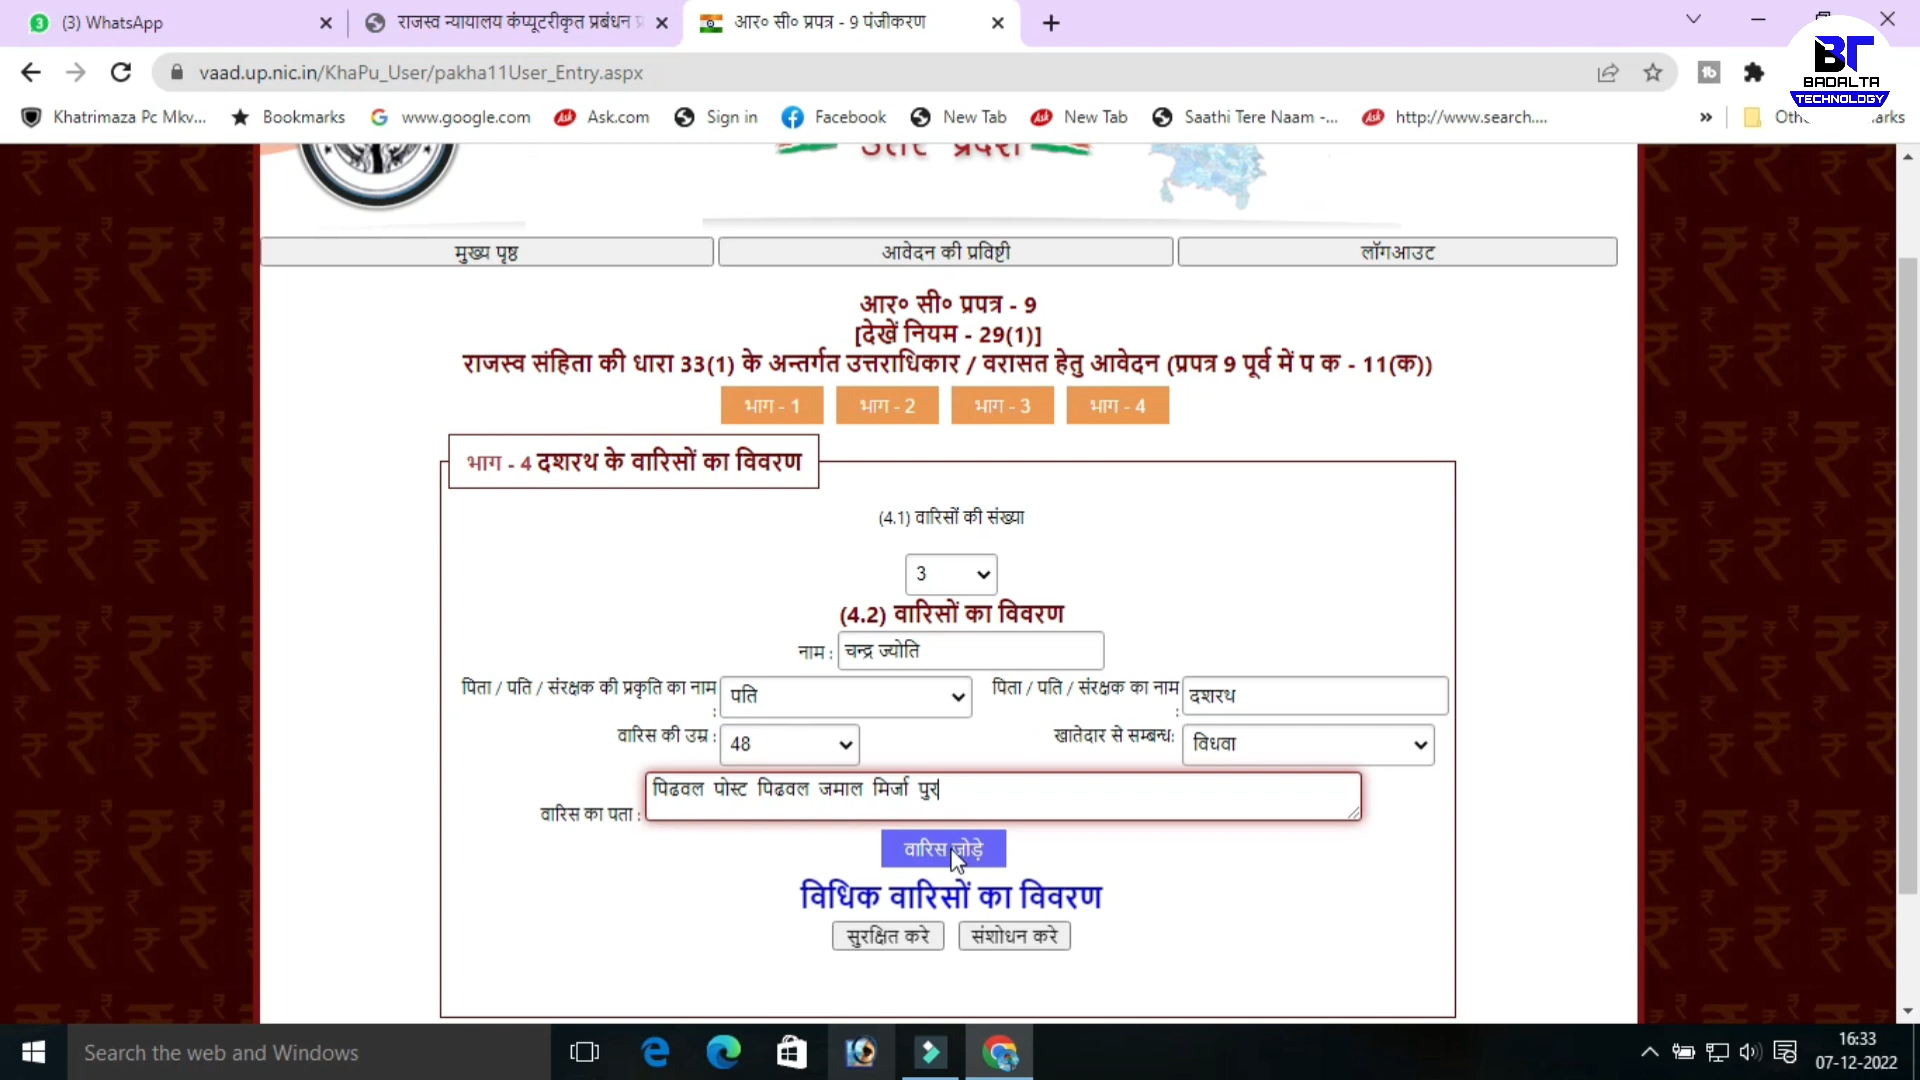 (3) WhatsApp
राजस्व न्यायालय कंप्यूटरीकृत प्रबंधन प्र
आर० सी० प्रपत्र - 9 पंजीकरण
BT
BADALTA
TECHNOLOGY
vaad.up.nic.in/KhaPu_User/pakha11User_Entry.aspx
Khatrimaza Pc Mkv...
Bookmarks
www.google.com
Ask.com
Sign in
Facebook
New Tab
New Tab
Saathi Tere Naam -...
http://www.search....
»
उत्तर प्रदेश
मुख्य पृष्ठ
आवेदन की प्रविष्टी
लॉगआउट
आर० सी० प्रपत्र - 9
[देखें नियम - 29(1)]
राजस्व संहिता की धारा 33(1) के अन्तर्गत उत्तराधिकार / वरासत हेतु आवेदन (प्रपत्र 9 पूर्व में प क - 11(क))
भाग - 1
भाग - 2
भाग - 3
भाग - 4
भाग - 4 दशरथ के वारिसों का विवरण
(4.1) वारिसों की संख्या
3
(4.2) वारिसों का विवरण
नाम : चन्द्र ज्योति
पिता / पति / संरक्षक की प्रकृति का नाम : पति
पिता / पति / संरक्षक का नाम : दशरथ
वारिस की उम्र : 48
खातेदार से सम्बन्ध: विधवा
वारिस का पता : पिढवल पोस्ट पिढवल जमाल मिर्जा पुर
वारिस जोड़े
विधिक वारिसों का विवरण
सुरक्षित करे
संशोधन करे
Search the web and Windows
16:33
07-12-2022